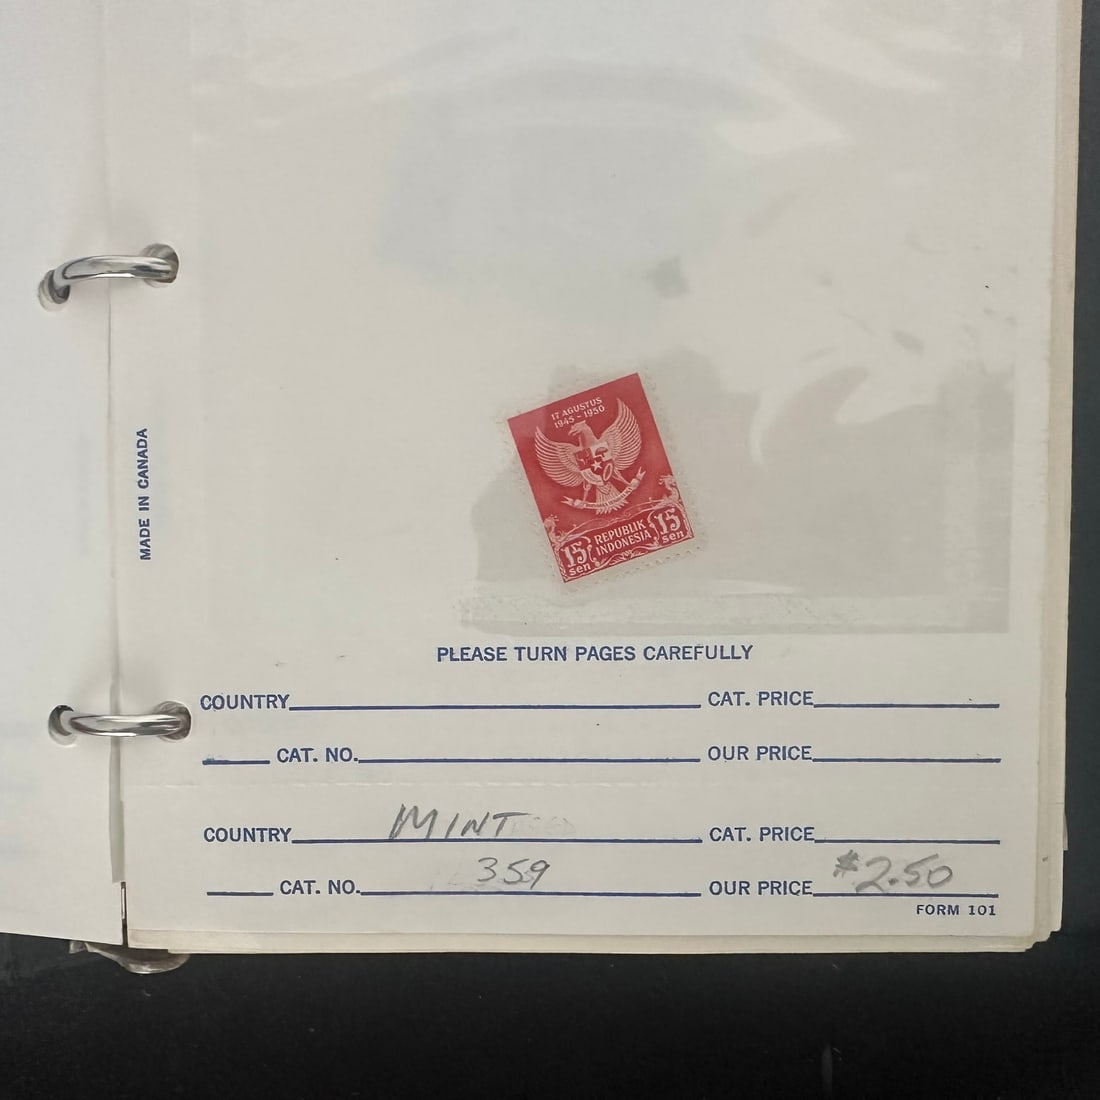 MADE IN CANADA
17 AGUSTUS
1945 - 1950
15 sen
REPUBLIK
INDONESIA
15 sen
PLEASE TURN PAGES CAREFULLY
COUNTRY CAT. PRICE
CAT. NO. OUR PRICE
COUNTRY MINT CAT. PRICE
CAT. NO. 359 OUR PRICE $2.50
FORM 101